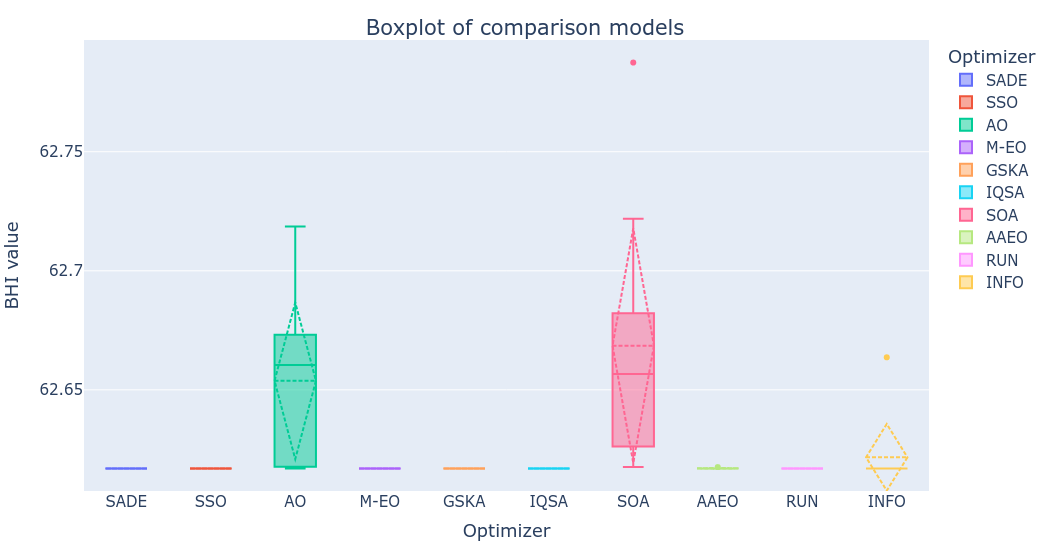 Boxplot of comparison models
BHI value
62.75
62.7
62.65
SADE SSO AO M-EO GSKA IQSA SOA AAEO RUN INFO
Optimizer
Optimizer
SADE
SSO
AO
M-EO
GSKA
IQSA
SOA
AAEO
RUN
INFO